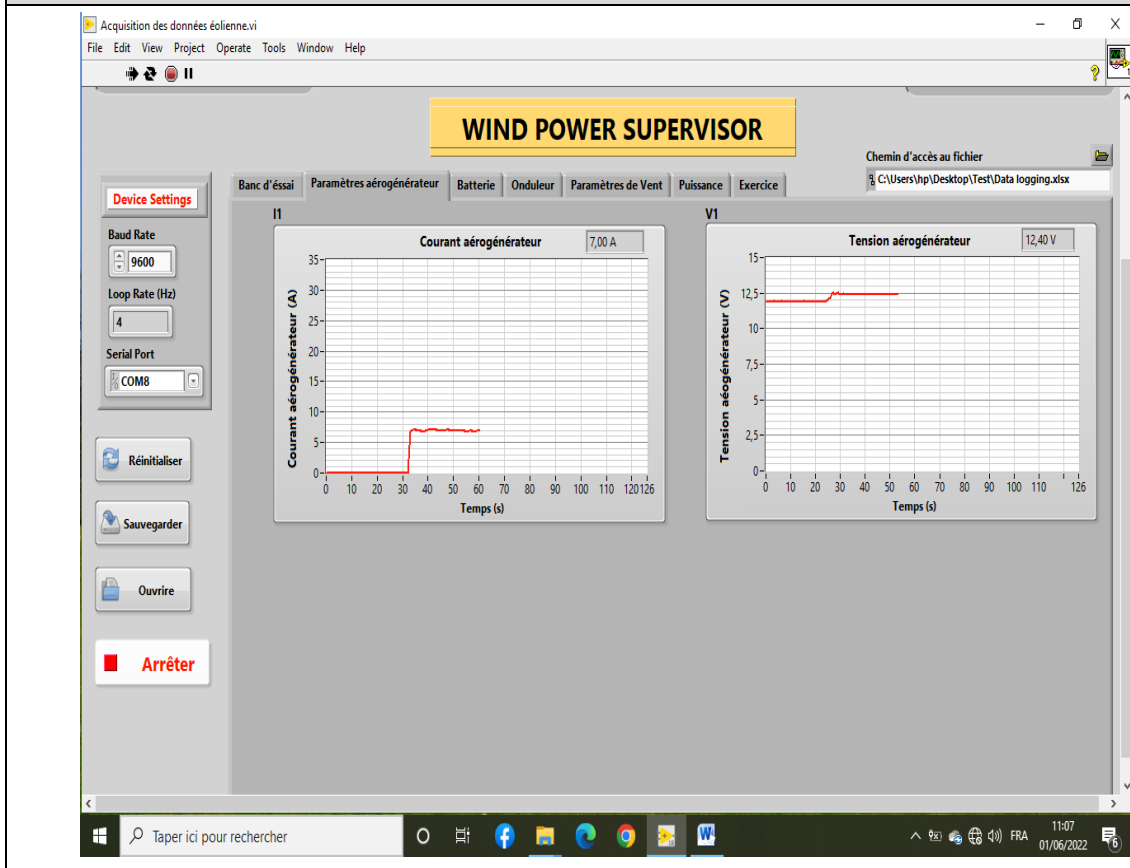 Acquisition des données éolienne.vi
File Edit View Project Operate Tools Window Help
WIND POWER SUPERVISOR
Chemin d'accès au fichier
C:\Users\hp\Desktop\Test\Data logging.xlsx
Banc d'éssai Paramètres aérogénérateur Batterie Onduleur Paramètres de Vent Puissance Exercice
Device Settings
Baud Rate
9600
Loop Rate (Hz)
4
Serial Port
COM8
Réinitialiser
Sauvegarder
Ouvrire
Arrêter
I1
Courant aérogénérateur 7,00 A
Courant aérogénérateur (A)
35
30
25
20
15
10
5
0
0 10 20 30 40 50 60 70 80 90 100 110 120126
Temps (s)
V1
Tension aérogénérateur 12,40 V
Tension aéogénérateur (V)
15
12,5
10
7,5
5
2,5
0
0 10 20 30 40 50 60 70 80 90 100 110 126
Temps (s)
Taper ici pour rechercher
FRA
11:07
01/06/2022
6